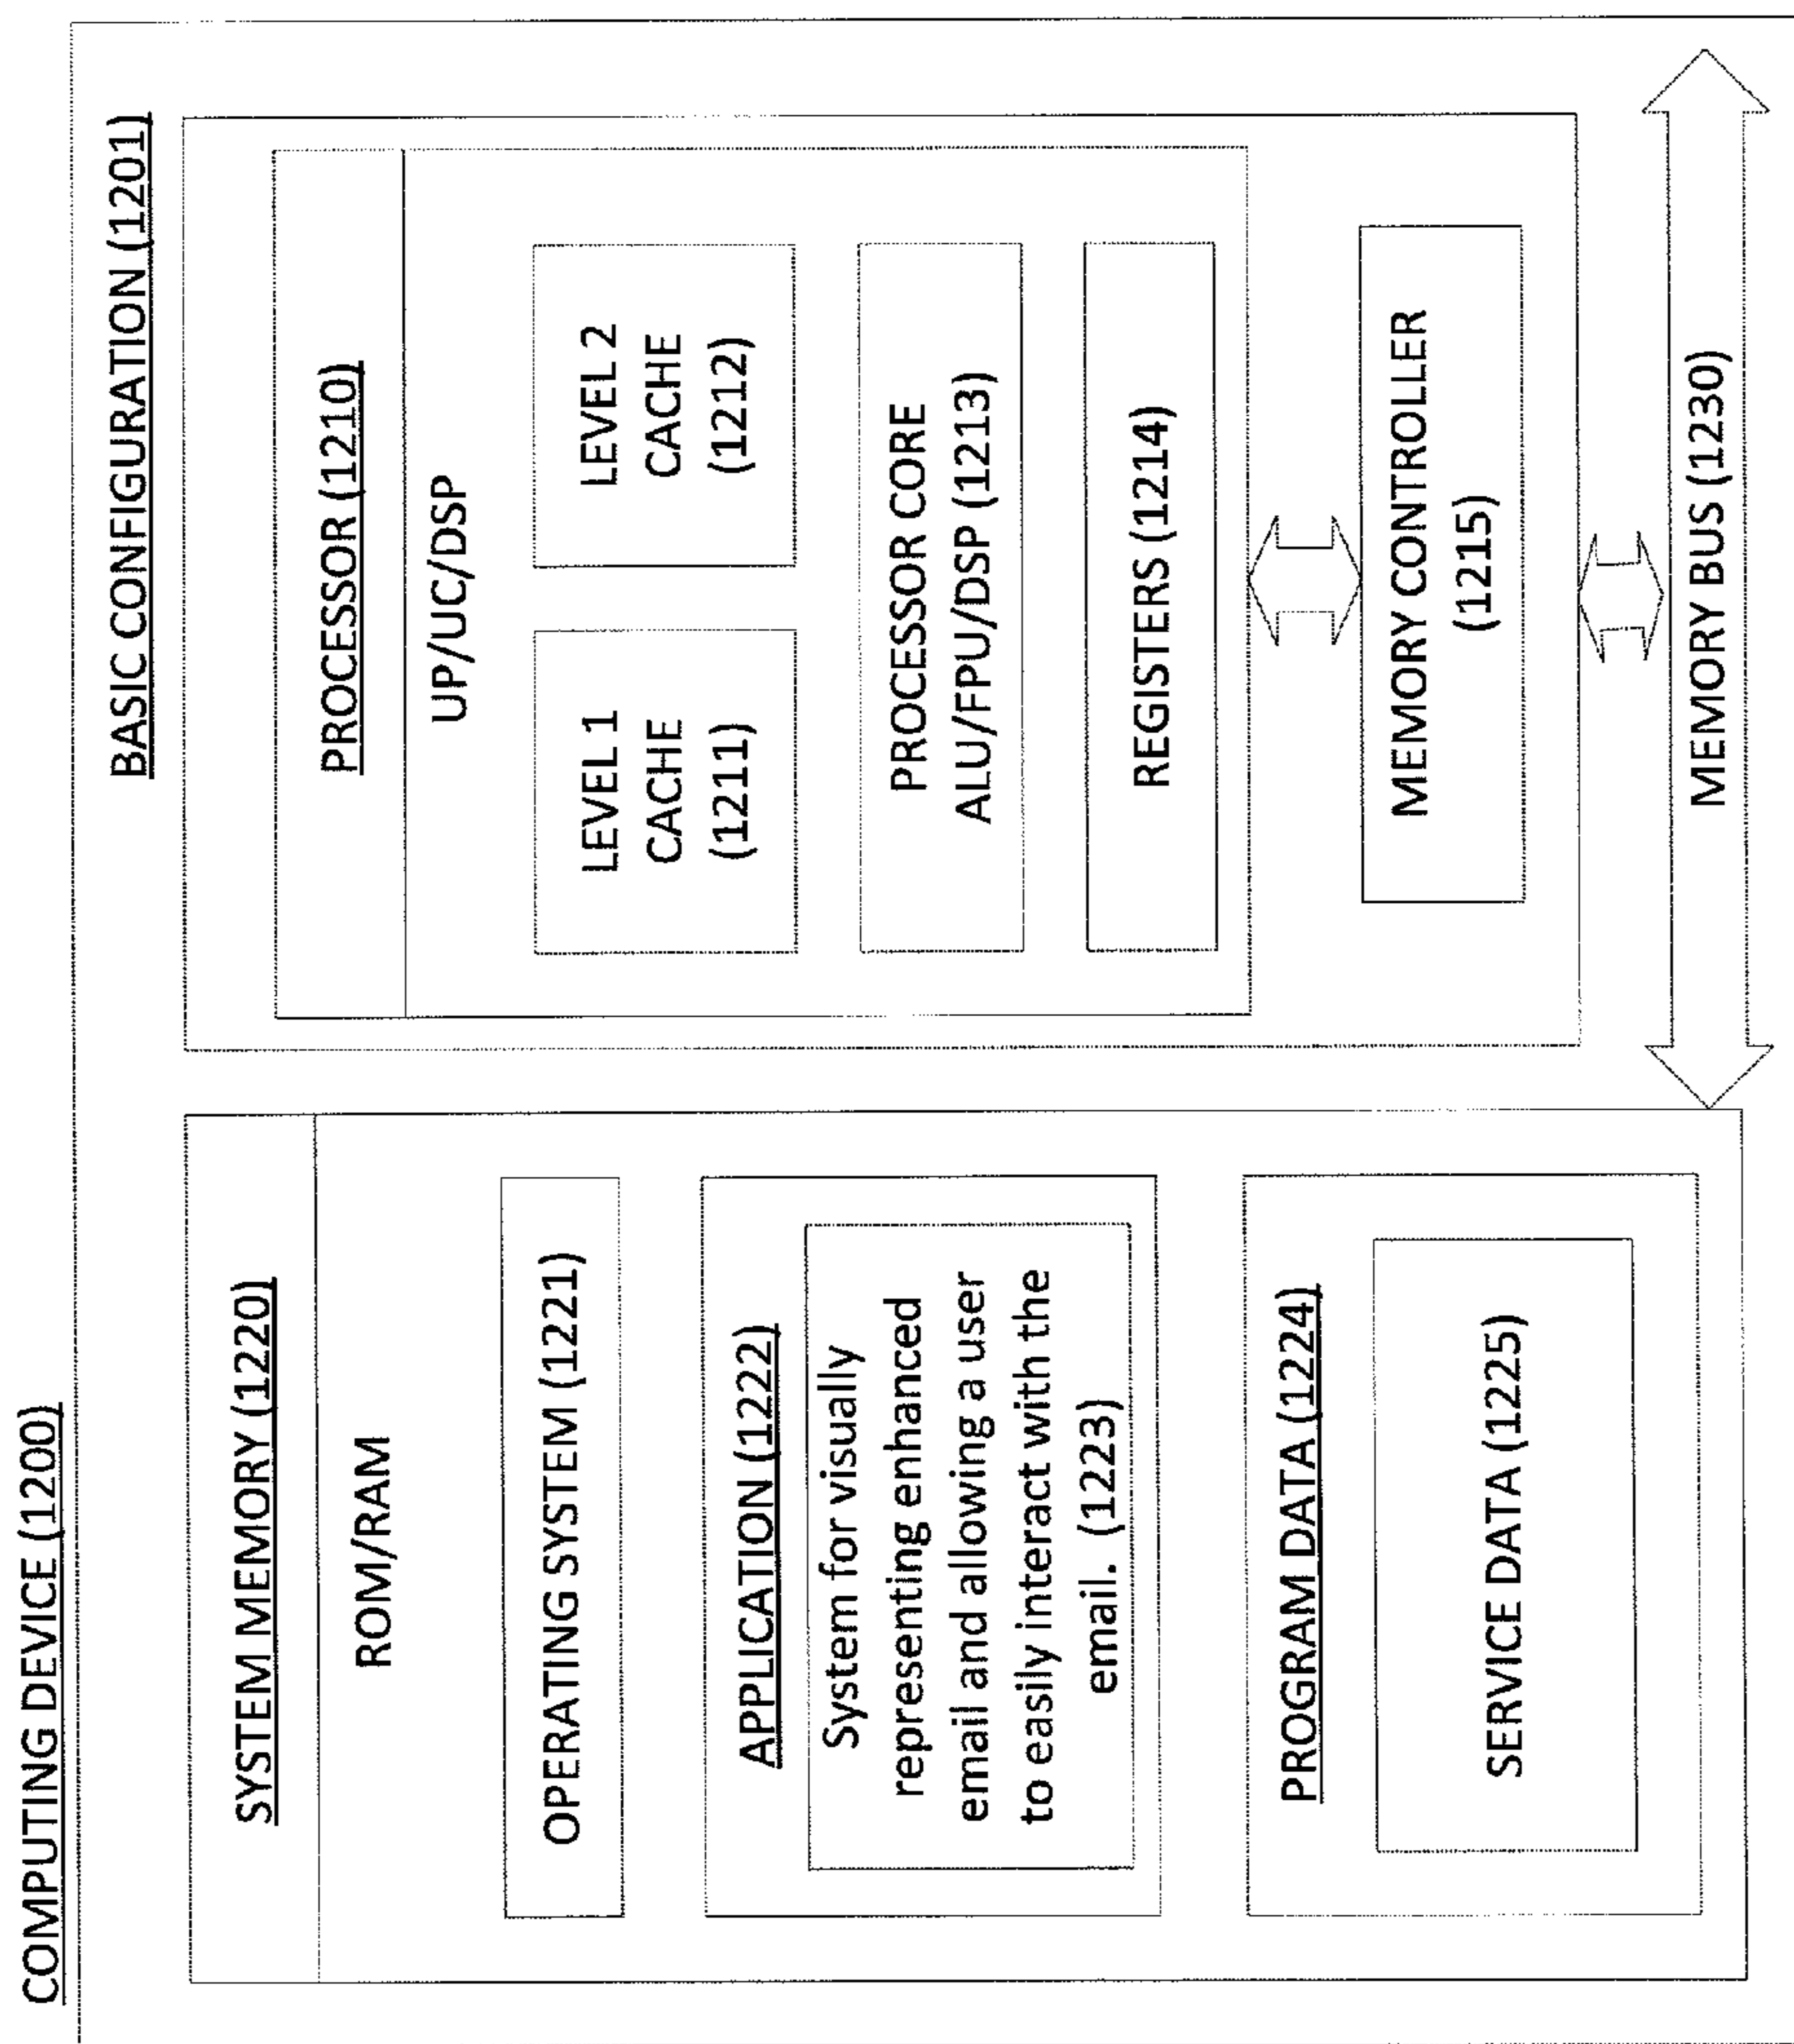 COMPUTING DEVICE (1200)
SYSTEM MEMORY (1220)
ROM/RAM
OPERATING SYSTEM (1221)
APPLICATION (1222)
System for visually
representing enhanced
email and allowing a user
to easily interact with the
email. (1223)
PROGRAM DATA (1224)
SERVICE DATA (1225)
BASIC CONFIGURATION (1201)
PROCESSOR (1210)
UP/UC/DSP
LEVEL 1
CACHE
(1211)
LEVEL 2
CACHE
(1212)
PROCESSOR CORE
ALU/FPU/DSP (1213)
REGISTERS (1214)
MEMORY CONTROLLER
(1215)
MEMORY BUS (1230)